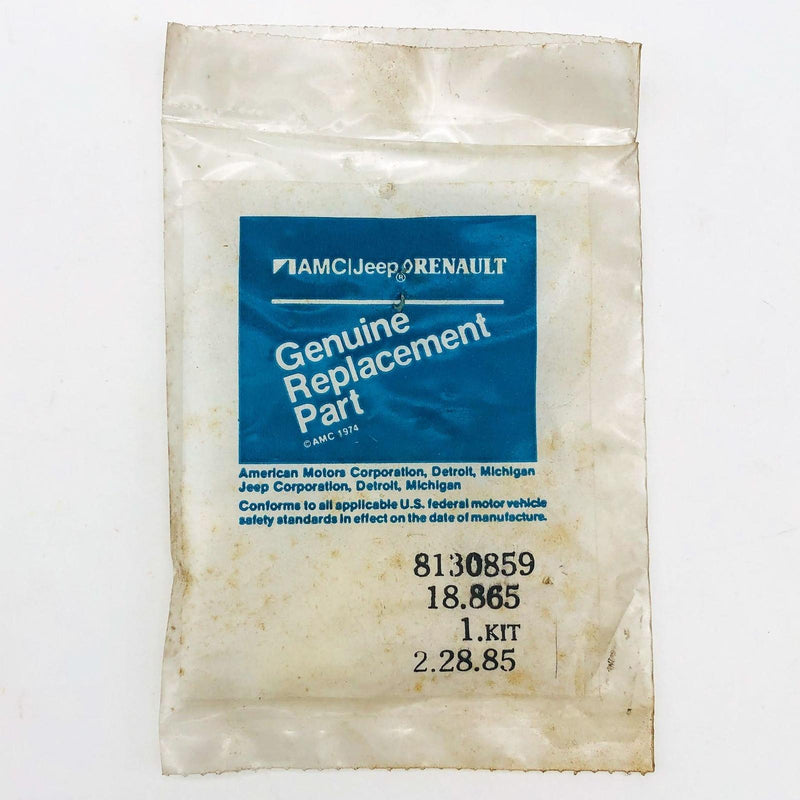 AMC|Jeep® RENAULT
Genuine
Replacement
Part
© AMC 1974
American Motors Corporation, Detroit, Michigan
Jeep Corporation, Detroit, Michigan
Conforms to all applicable U.S. federal motor vehicle
safety standards in effect on the date of manufacture.
8130859
18.865
1.KIT
2.28.85